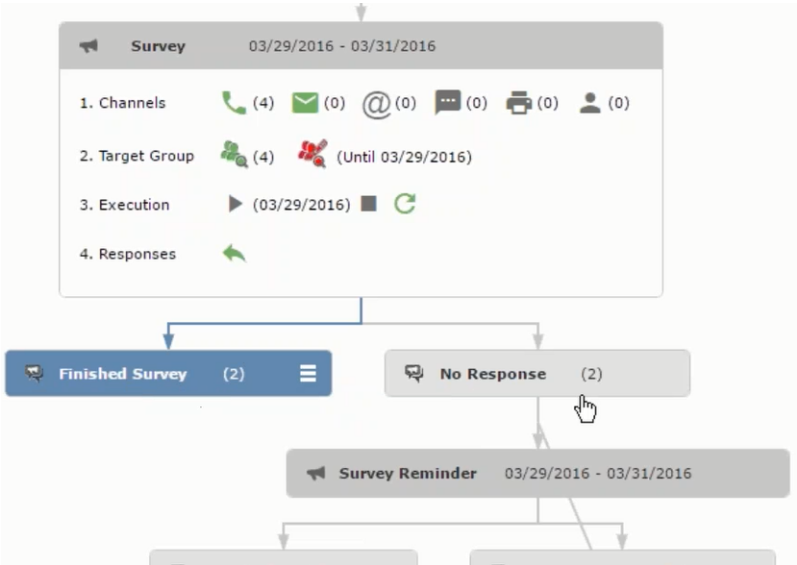 Survey 03/29/2016 - 03/31/2016
1. Channels (4) (0) @ (0) (0) (0) (0)
2. Target Group (4) (Until 03/29/2016)
3. Execution (03/29/2016)
4. Responses
Finished Survey (2) No Response (2)
Survey Reminder 03/29/2016 - 03/31/2016